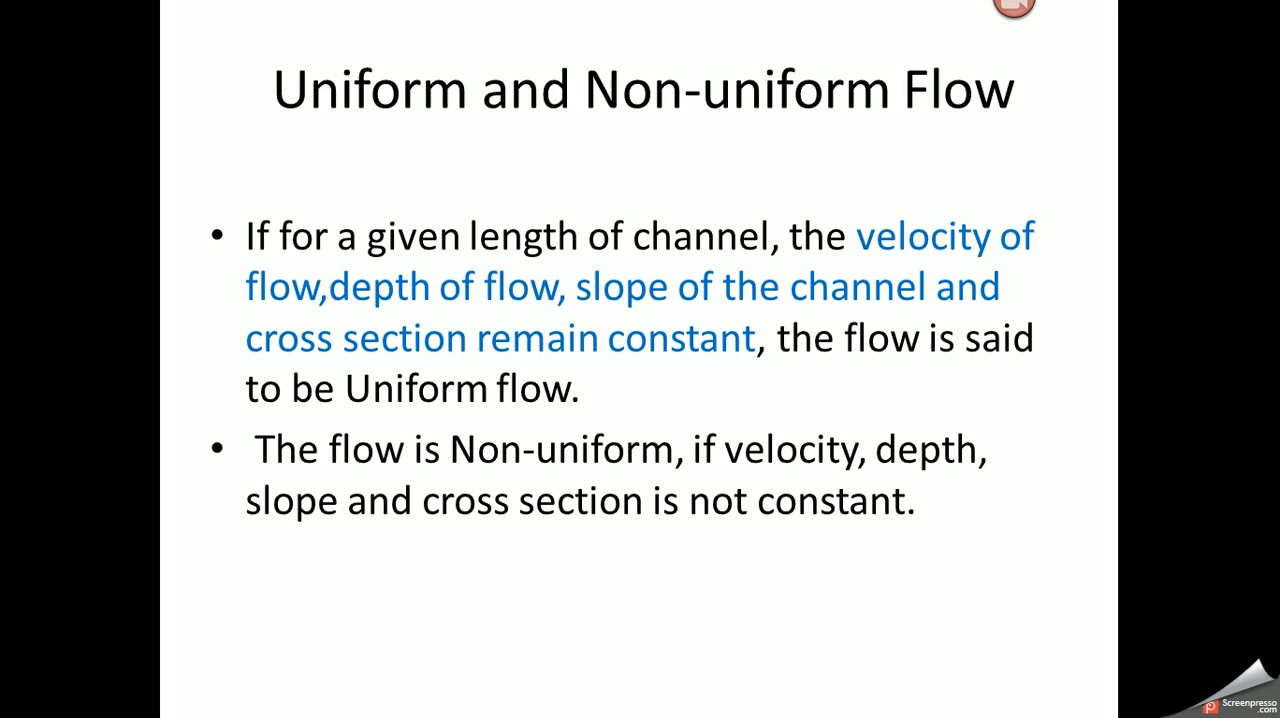 Uniform and Non-uniform Flow
• If for a given length of channel, the velocity of
flow,depth of flow, slope of the channel and
cross section remain constant, the flow is said
to be Uniform flow.
• The flow is Non-uniform, if velocity, depth,
slope and cross section is not constant.
Screenpresso
.com